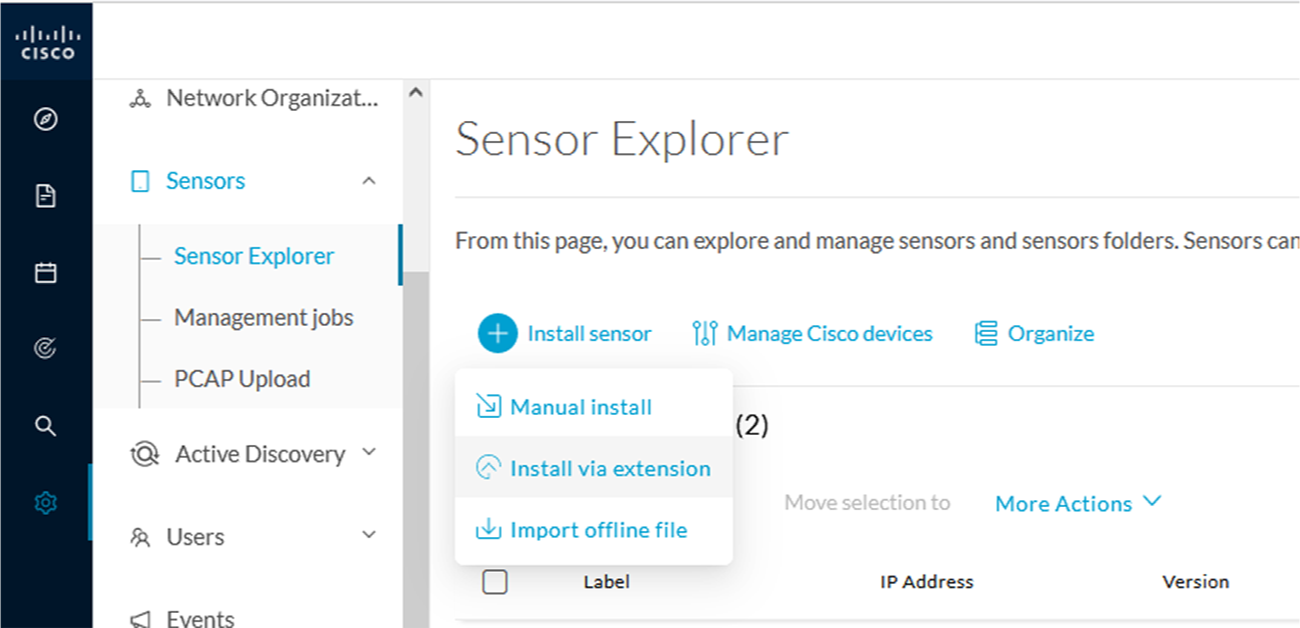 CISCO
Network Organizat...
Sensors
Sensor Explorer
Management jobs
PCAP Upload
Active Discovery
Users
Events
Sensor Explorer
From this page, you can explore and manage sensors and sensors folders. Sensors can
Install sensor Manage Cisco devices Organize
Manual install
Install via extension
Import offline file
(2)
Move selection to More Actions
Label IP Address Version